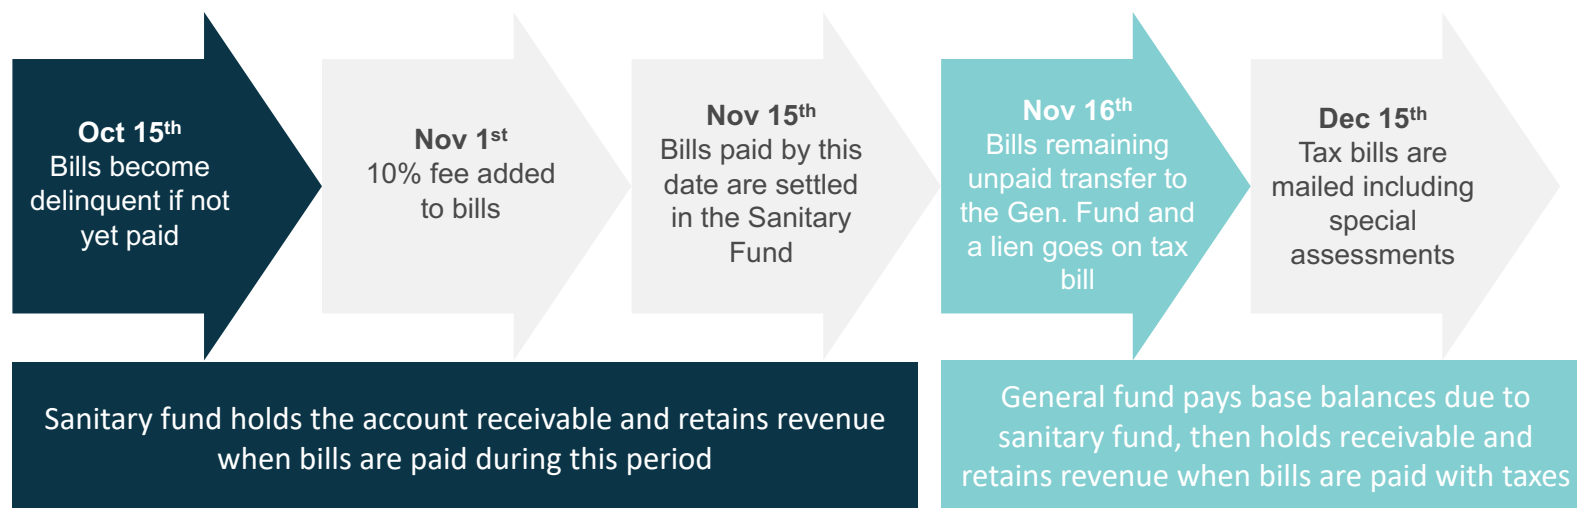 Oct 15th
Bills become
delinquent if not
yet paid
Nov 1st
10% fee added
to bills
Nov 15th
Bills paid by this
date are settled
in the Sanitary
Fund
Nov 16th
Bills remaining
unpaid transfer to
the Gen. Fund and
a lien goes on tax
bill
Dec 15th
Tax bills are
mailed including
special
assessments
Sanitary fund holds the account receivable and retains revenue
when bills are paid during this period
General fund pays base balances due to
sanitary fund, then holds receivable and
retains revenue when bills are paid with taxes